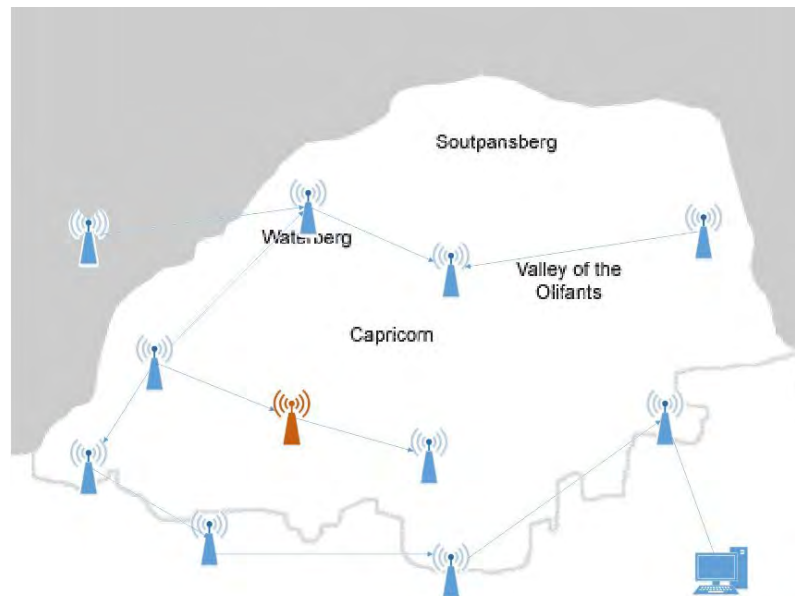 Soutpansberg
Waterberg
Valley of the
Olifants
Capricorn